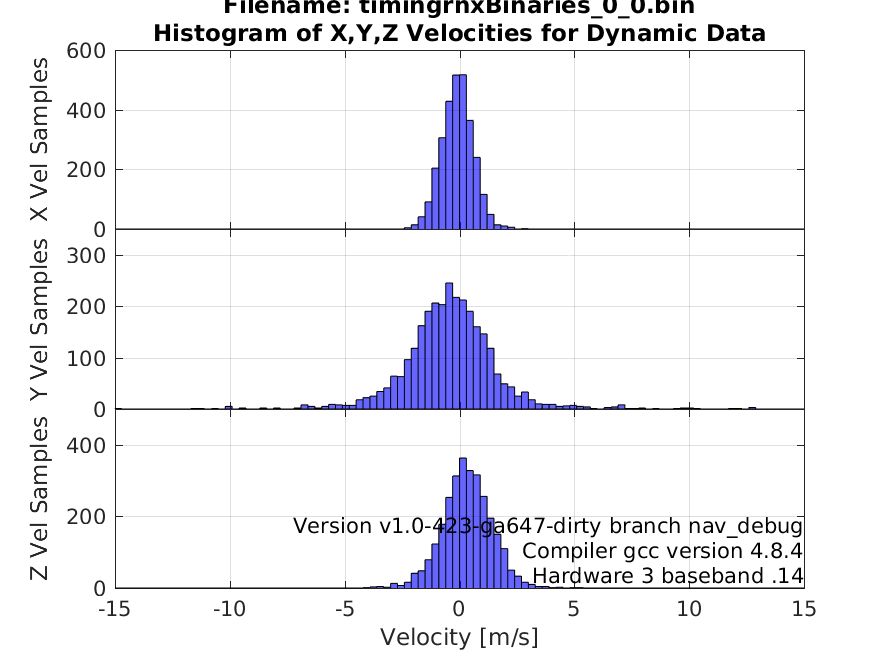 Filename: timingrnxBinaries_0_0.bin
Histogram of X,Y,Z Velocities for Dynamic Data
X Vel Samples
600
400
200
0
Y Vel Samples
300
200
100
0
Z Vel Samples
400
200
0
Version v1.0-423-ga647-dirty branch nav_debug
Compiler gcc version 4.8.4
Hardware 3 baseband .14
-15 -10 -5 0 5 10 15
Velocity [m/s]